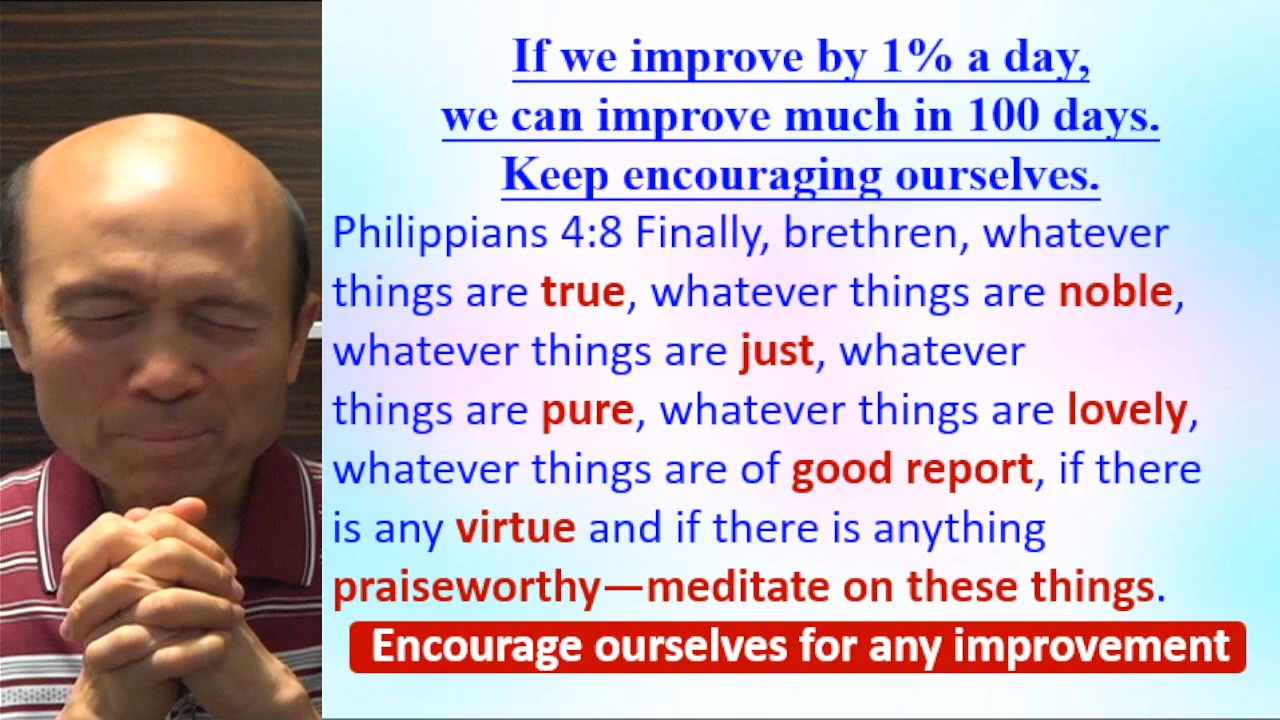 If we improve by 1% a day,
we can improve much in 100 days.
Keep encouraging ourselves.
Philippians 4:8 Finally, brethren, whatever
things are true, whatever things are noble,
whatever things are just, whatever
things are pure, whatever things are lovely,
whatever things are of good report, if there
is any virtue and if there is anything
praiseworthy—meditate on these things.
Encourage ourselves for any improvement